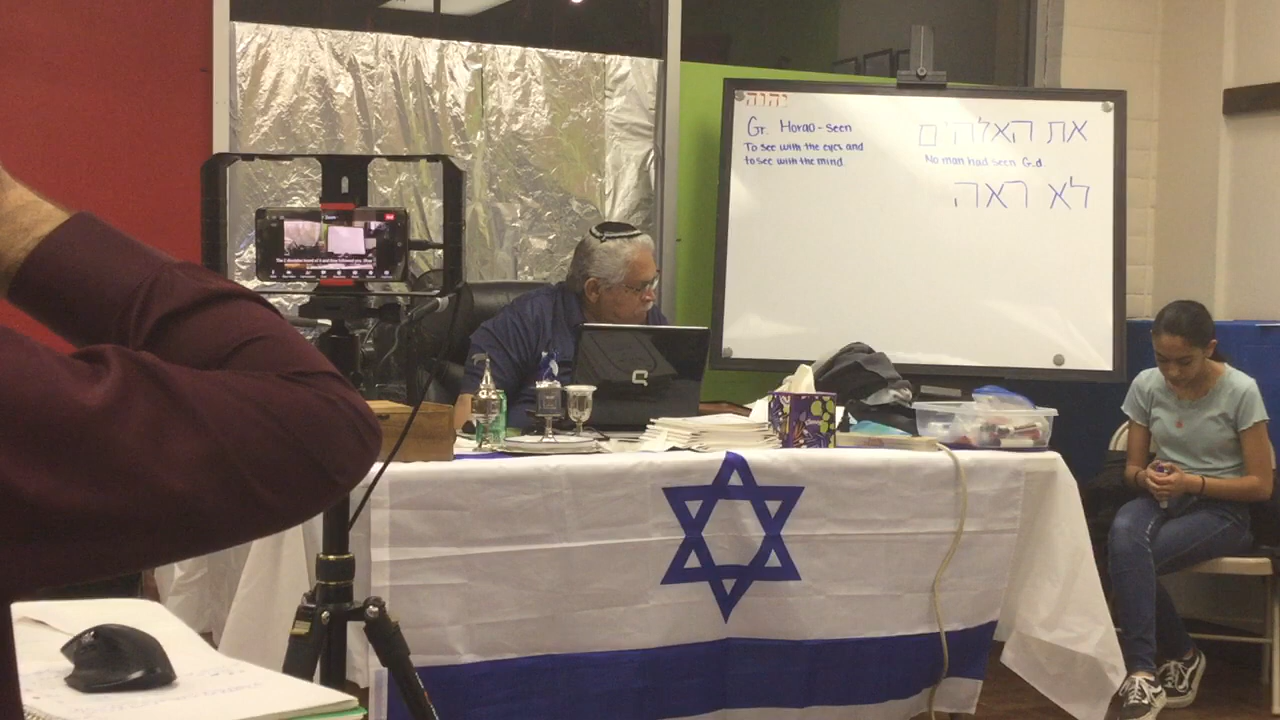 יהוה
Gr. Horao - seen
To see with the eyes and
to see with the mind
את האלהים
No man had seen G.d.
לא ראה